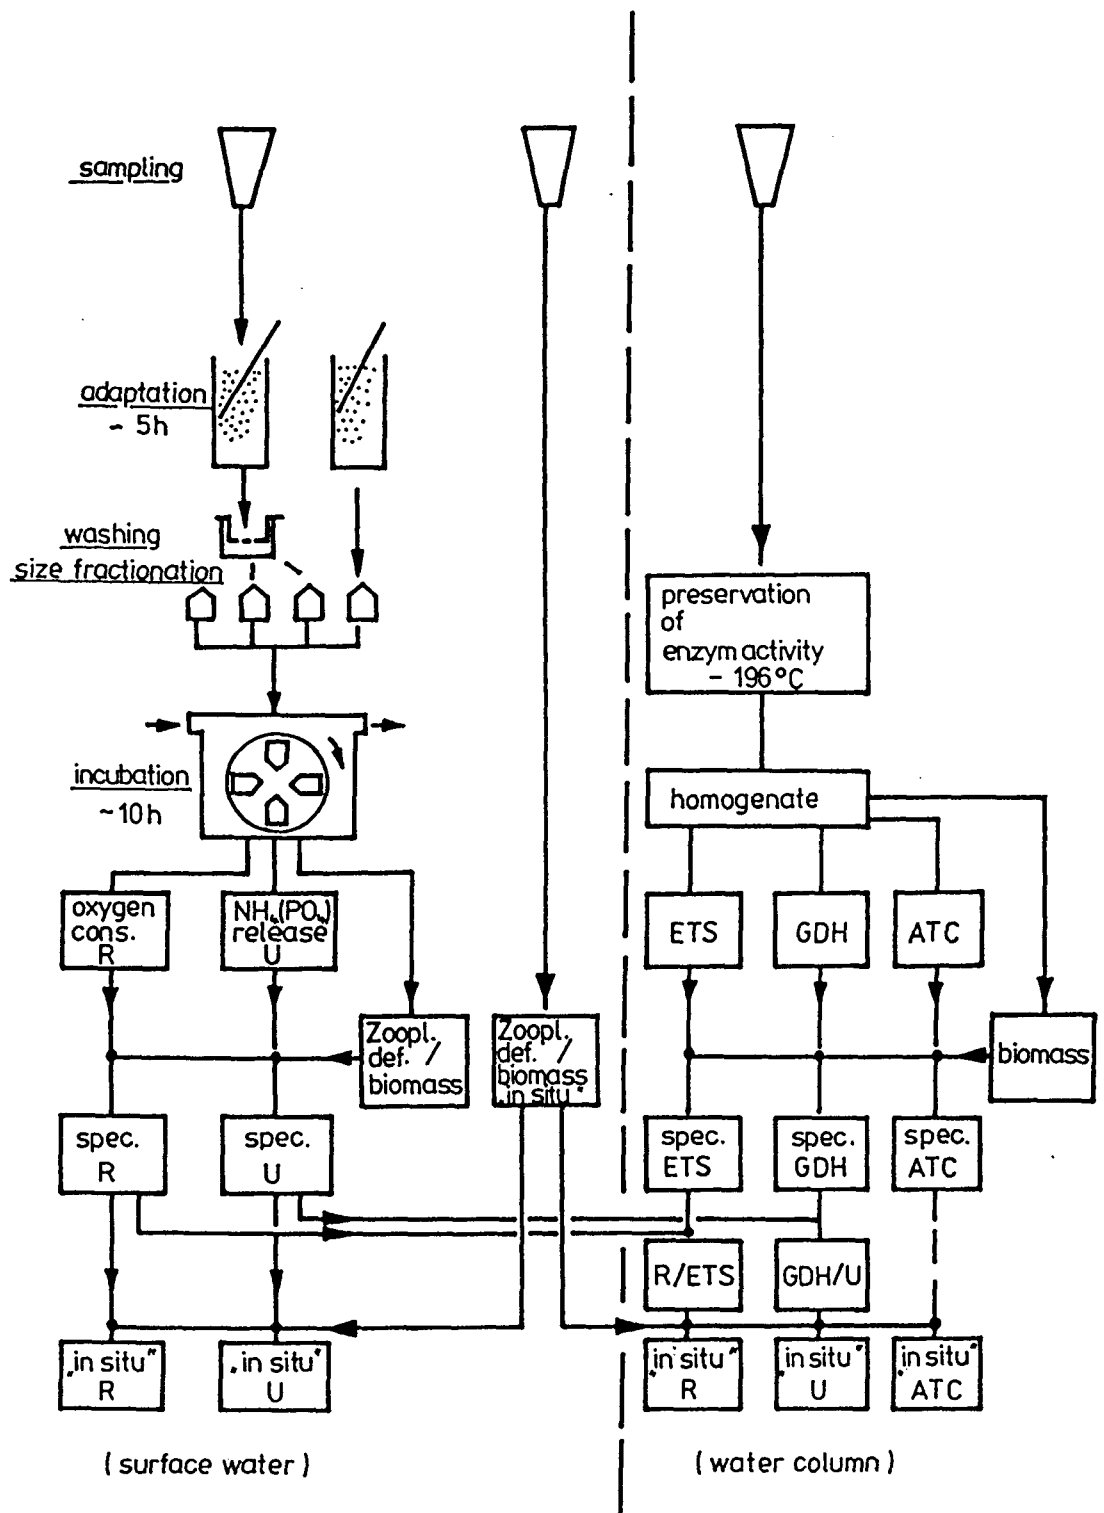 sampling
adaptation
~ 5h
washing
size fractionation
incubation
~10h
oxygen
cons.
R
NH₄(PO₄)
release
U
Zoopl.
def. /
biomass
Zoopl.
def. /
biomass
„in situ"
spec.
R
spec.
U
„in situ"
R
„in situ"
U
(surface water)
preservation
of
enzym activity
- 196°C
homogenate
ETS
GDH
ATC
biomass
spec.
ETS
spec.
GDH
spec.
ATC
R/ETS
GDH/U
„in situ"
R
„in situ"
U
„in situ"
ATC
(water column)